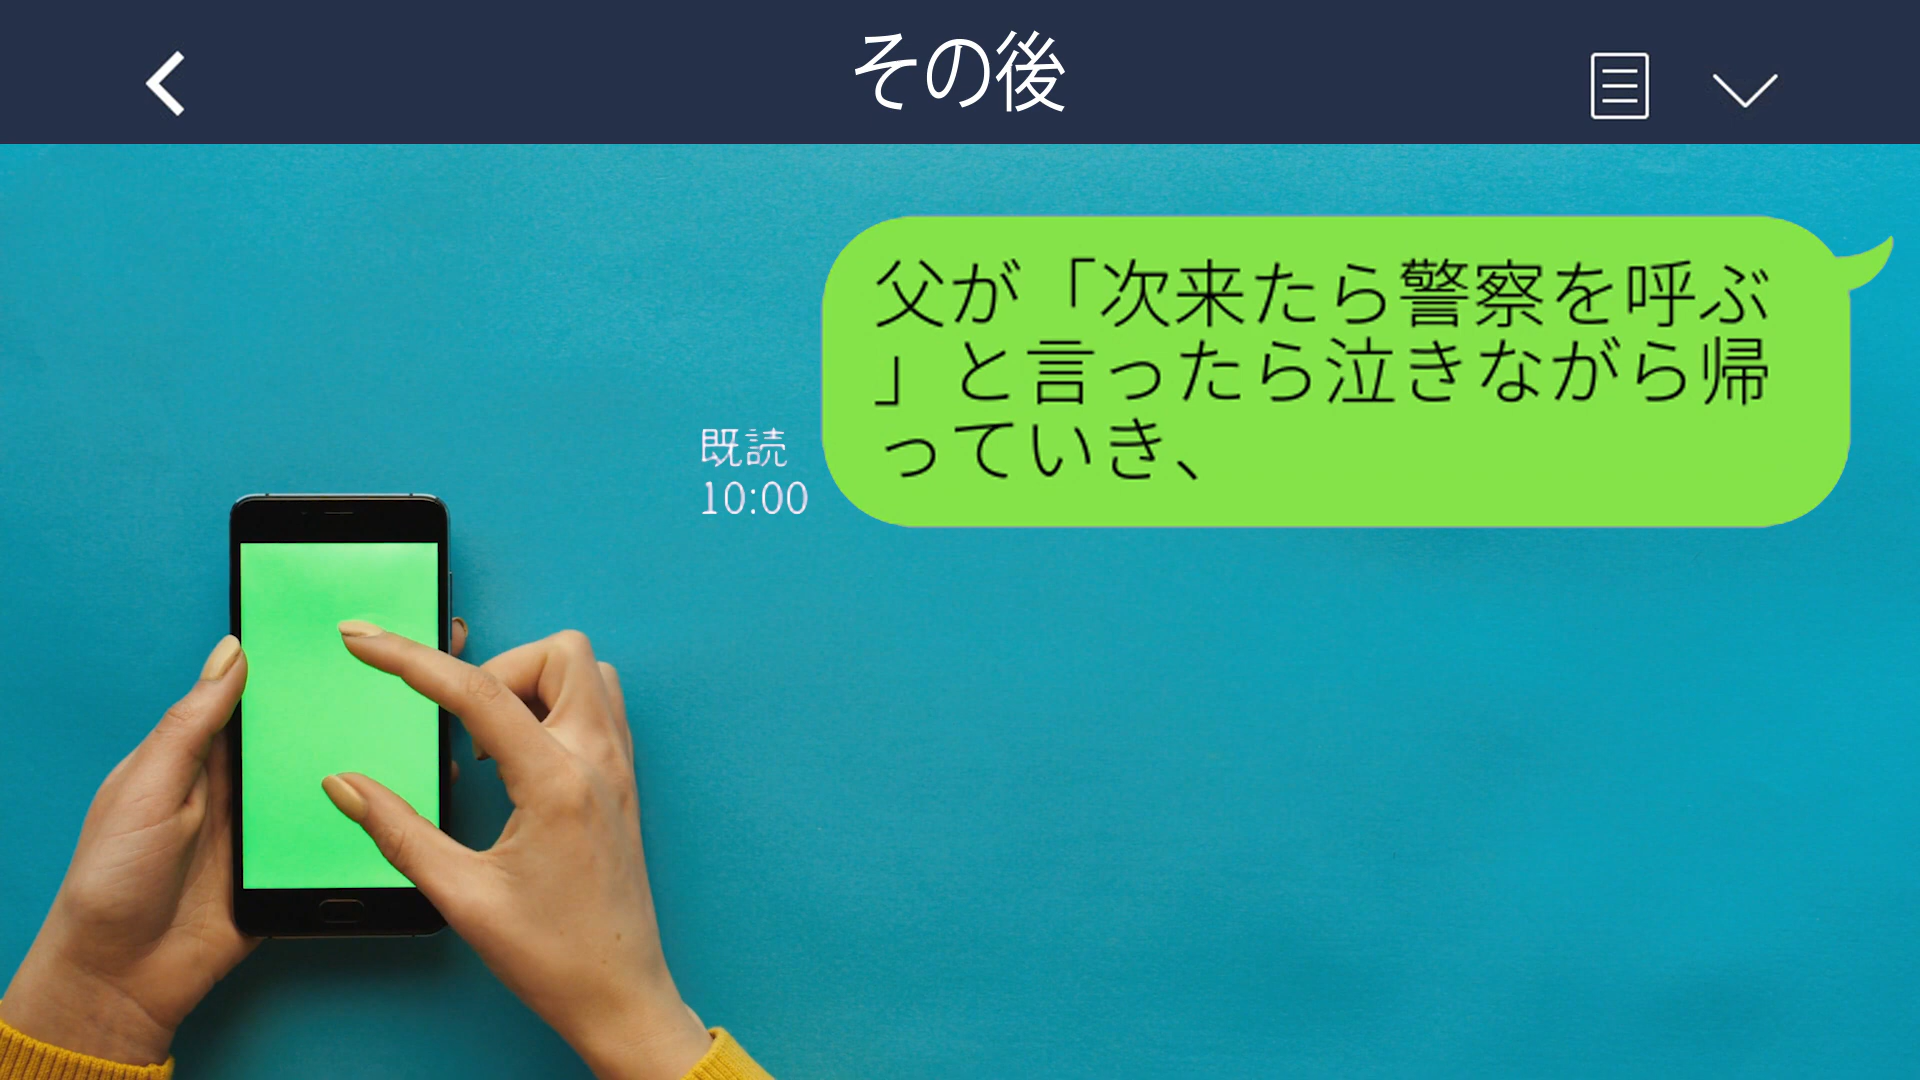 その後
父が「次来たら警察を呼ぶ
」と言ったら泣きながら帰
っていき、
既読
10:00